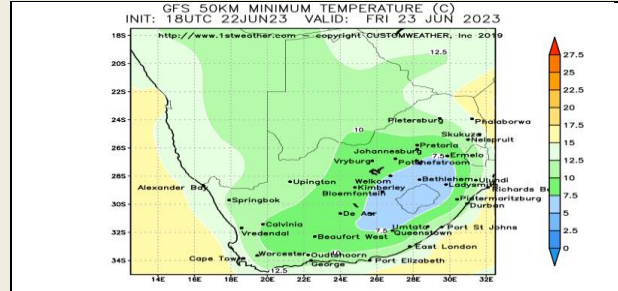 GFS 50KM MINIMUM TEMPERATURE (C)
INIT: 18UTC 22JUN23 VALID: FRI 23 JUN 2023
http://www.1stweather.com - copyright CUSTOMWEATHER, Inc 2019
18S
12.5
27.5
20S
25
22S
22.5
Pietersburg
Phalaborwa
20
24S
10
Skukuza
17.5
Pretoria
Nelspruit
26S
Johannesburg
7.5
Ermelo
15
Vryburg
Potchefstroom
12.5
28S
Welkom
Bethlehem
Ulundi
Alexander Bay
Upington
Kimberley
Ladysmith
10
Bloemfontein
Richards B
30S
Springbok
Pietermaritzburg
7.5
De Aar
Durban
5
Calvinia
Umtata
Port St Johns
32S
Vredendal
7.5
Queenstown
2.5
Beaufort West
East London
0
Worcester
Oudtshoorn
10
34S
Cape Town
George
Port Elizabeth
12.5
14E 16E 18E 20E 22E 24E 26E 28E 30E 32E